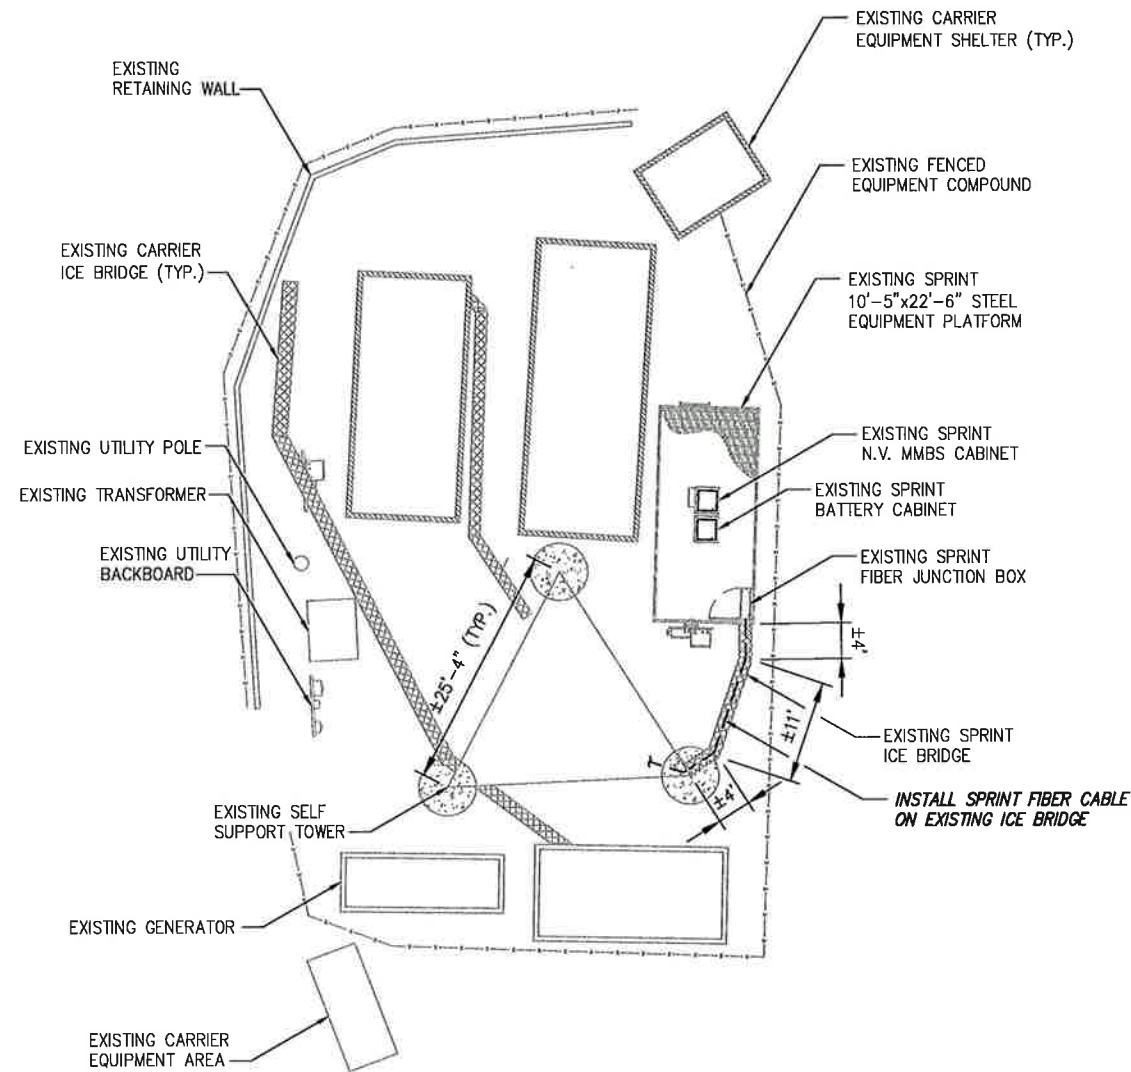 EXISTING CARRIER
EQUIPMENT SHELTER (TYP.)
EXISTING
RETAINING WALL
EXISTING FENCED
EQUIPMENT COMPOUND
EXISTING CARRIER
ICE BRIDGE (TYP.)
EXISTING SPRINT
10'-5"x22'-6" STEEL
EQUIPMENT PLATFORM
EXISTING UTILITY POLE
EXISTING SPRINT
N.V. MMBS CABINET
EXISTING TRANSFORMER
EXISTING SPRINT
BATTERY CABINET
EXISTING UTILITY
BACKBOARD
EXISTING SPRINT
FIBER JUNCTION BOX
±25'-4" (TYP.)
±4'
±11'
EXISTING SPRINT
ICE BRIDGE
±4'
INSTALL SPRINT FIBER CABLE
ON EXISTING ICE BRIDGE
EXISTING SELF
SUPPORT TOWER
EXISTING GENERATOR
EXISTING CARRIER
EQUIPMENT AREA